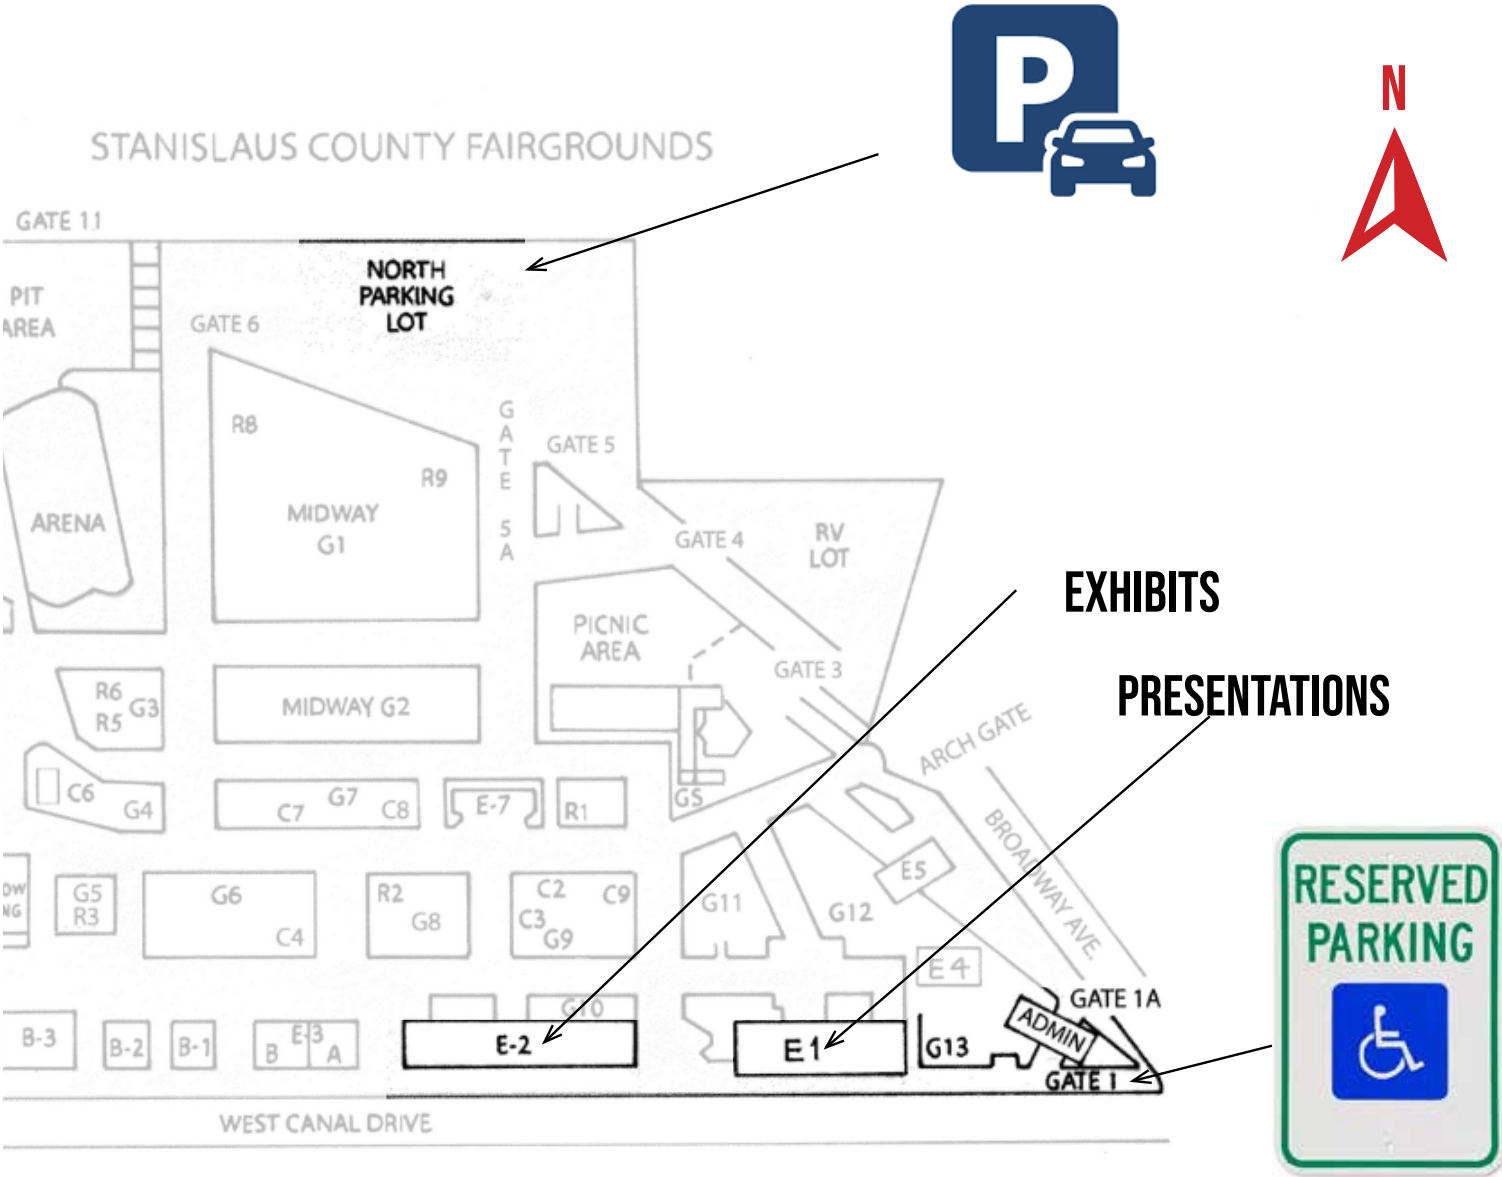 P
N
STANISLAUS COUNTY FAIRGROUNDS
GATE 11
NORTH
PARKING
LOT
PIT
AREA
GATE 6
R8
GATE 5A
GATE 5
R9
MIDWAY
G1
ARENA
GATE 4
RV
LOT
EXHIBITS
PICNIC
AREA
GATE 3
PRESENTATIONS
R6
R5
G3
MIDWAY G2
ARCH GATE
C6
G4
C7
G7
C8
E-7
R1
G5
BROADWAY AVE.
RESERVED
PARKING
E5
G5
R3
G6
C4
R2
G8
C2
C9
C3
G9
G11
G12
E4
GATE 1A
ADMIN
G13
GATE 1
G10
B-3
B-2
B-1
E-3
B
A
E-2
E1
WEST CANAL DRIVE